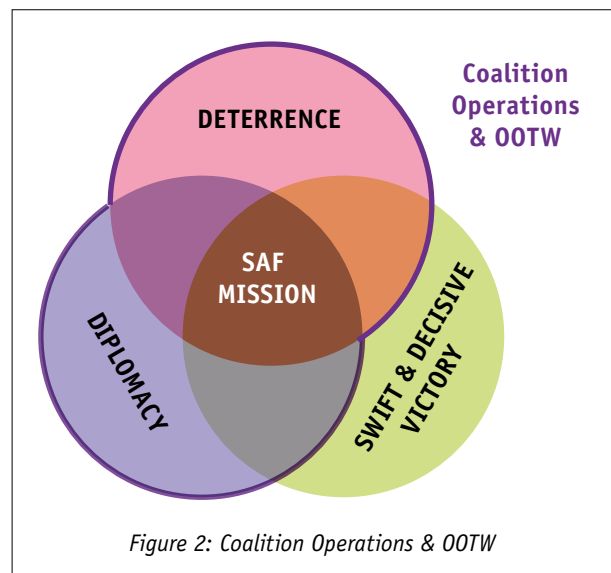 Coalition
Operations
& OOTW
DETERRENCE
SAF
MISSION
DIPLOMACY
SWIFT & DECISIVE
VICTORY
Figure 2: Coalition Operations & OOTW